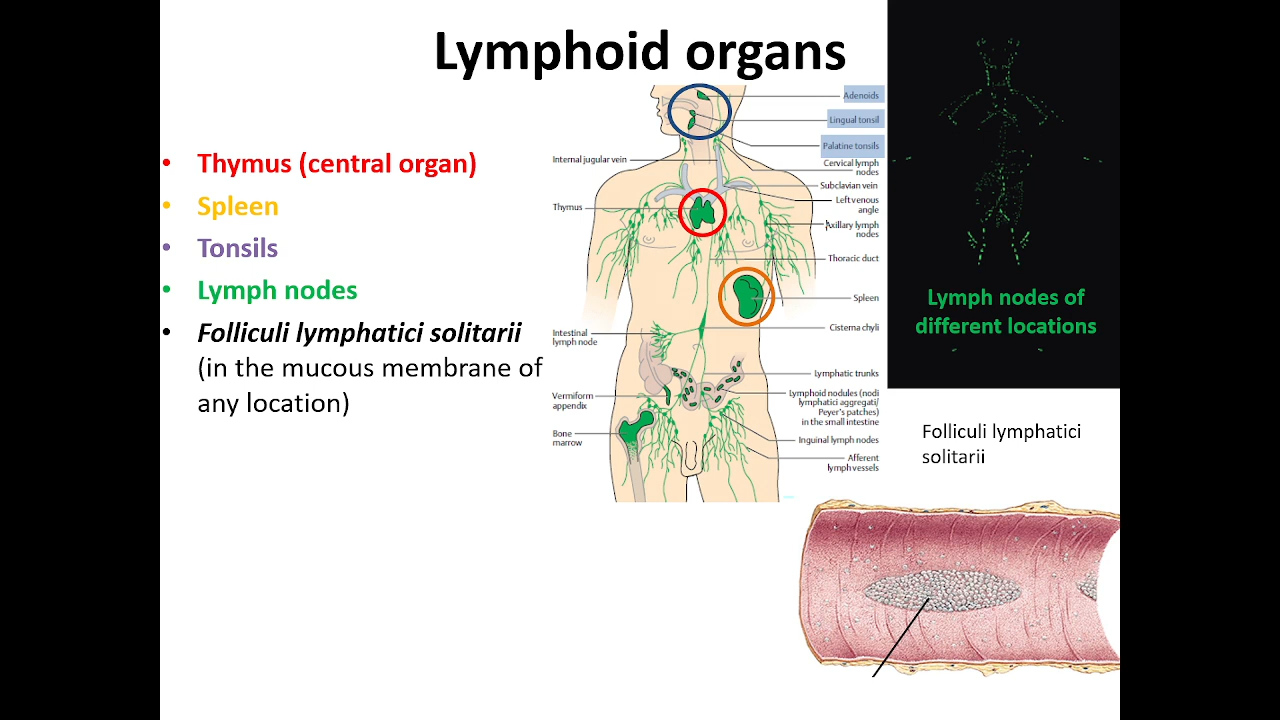 Lymphoid organs
• Thymus (central organ)
• Spleen
• Tonsils
• Lymph nodes
• Folliculi lymphatici solitarii
(in the mucous membrane of
any location)
Internal jugular vein
Thymus
Intestinal
lymph node
Vermiform
appendix
Bone
marrow
Adenoids
Lingual tonsil
Palatine tonsils
Cervical lymph
nodes
Subclavian vein
Left venous
angle
Axillary lymph
nodes
Thoracic duct
Spleen
Cisterna chyli
Lymphatic trunks
Lymphoid nodules (nodi
lymphatici aggregati/
Peyer's patches)
in the small intestine
Inguinal lymph nodes
Afferent
lymph vessels
Lymph nodes of
different locations
Folliculi lymphatici
solitarii